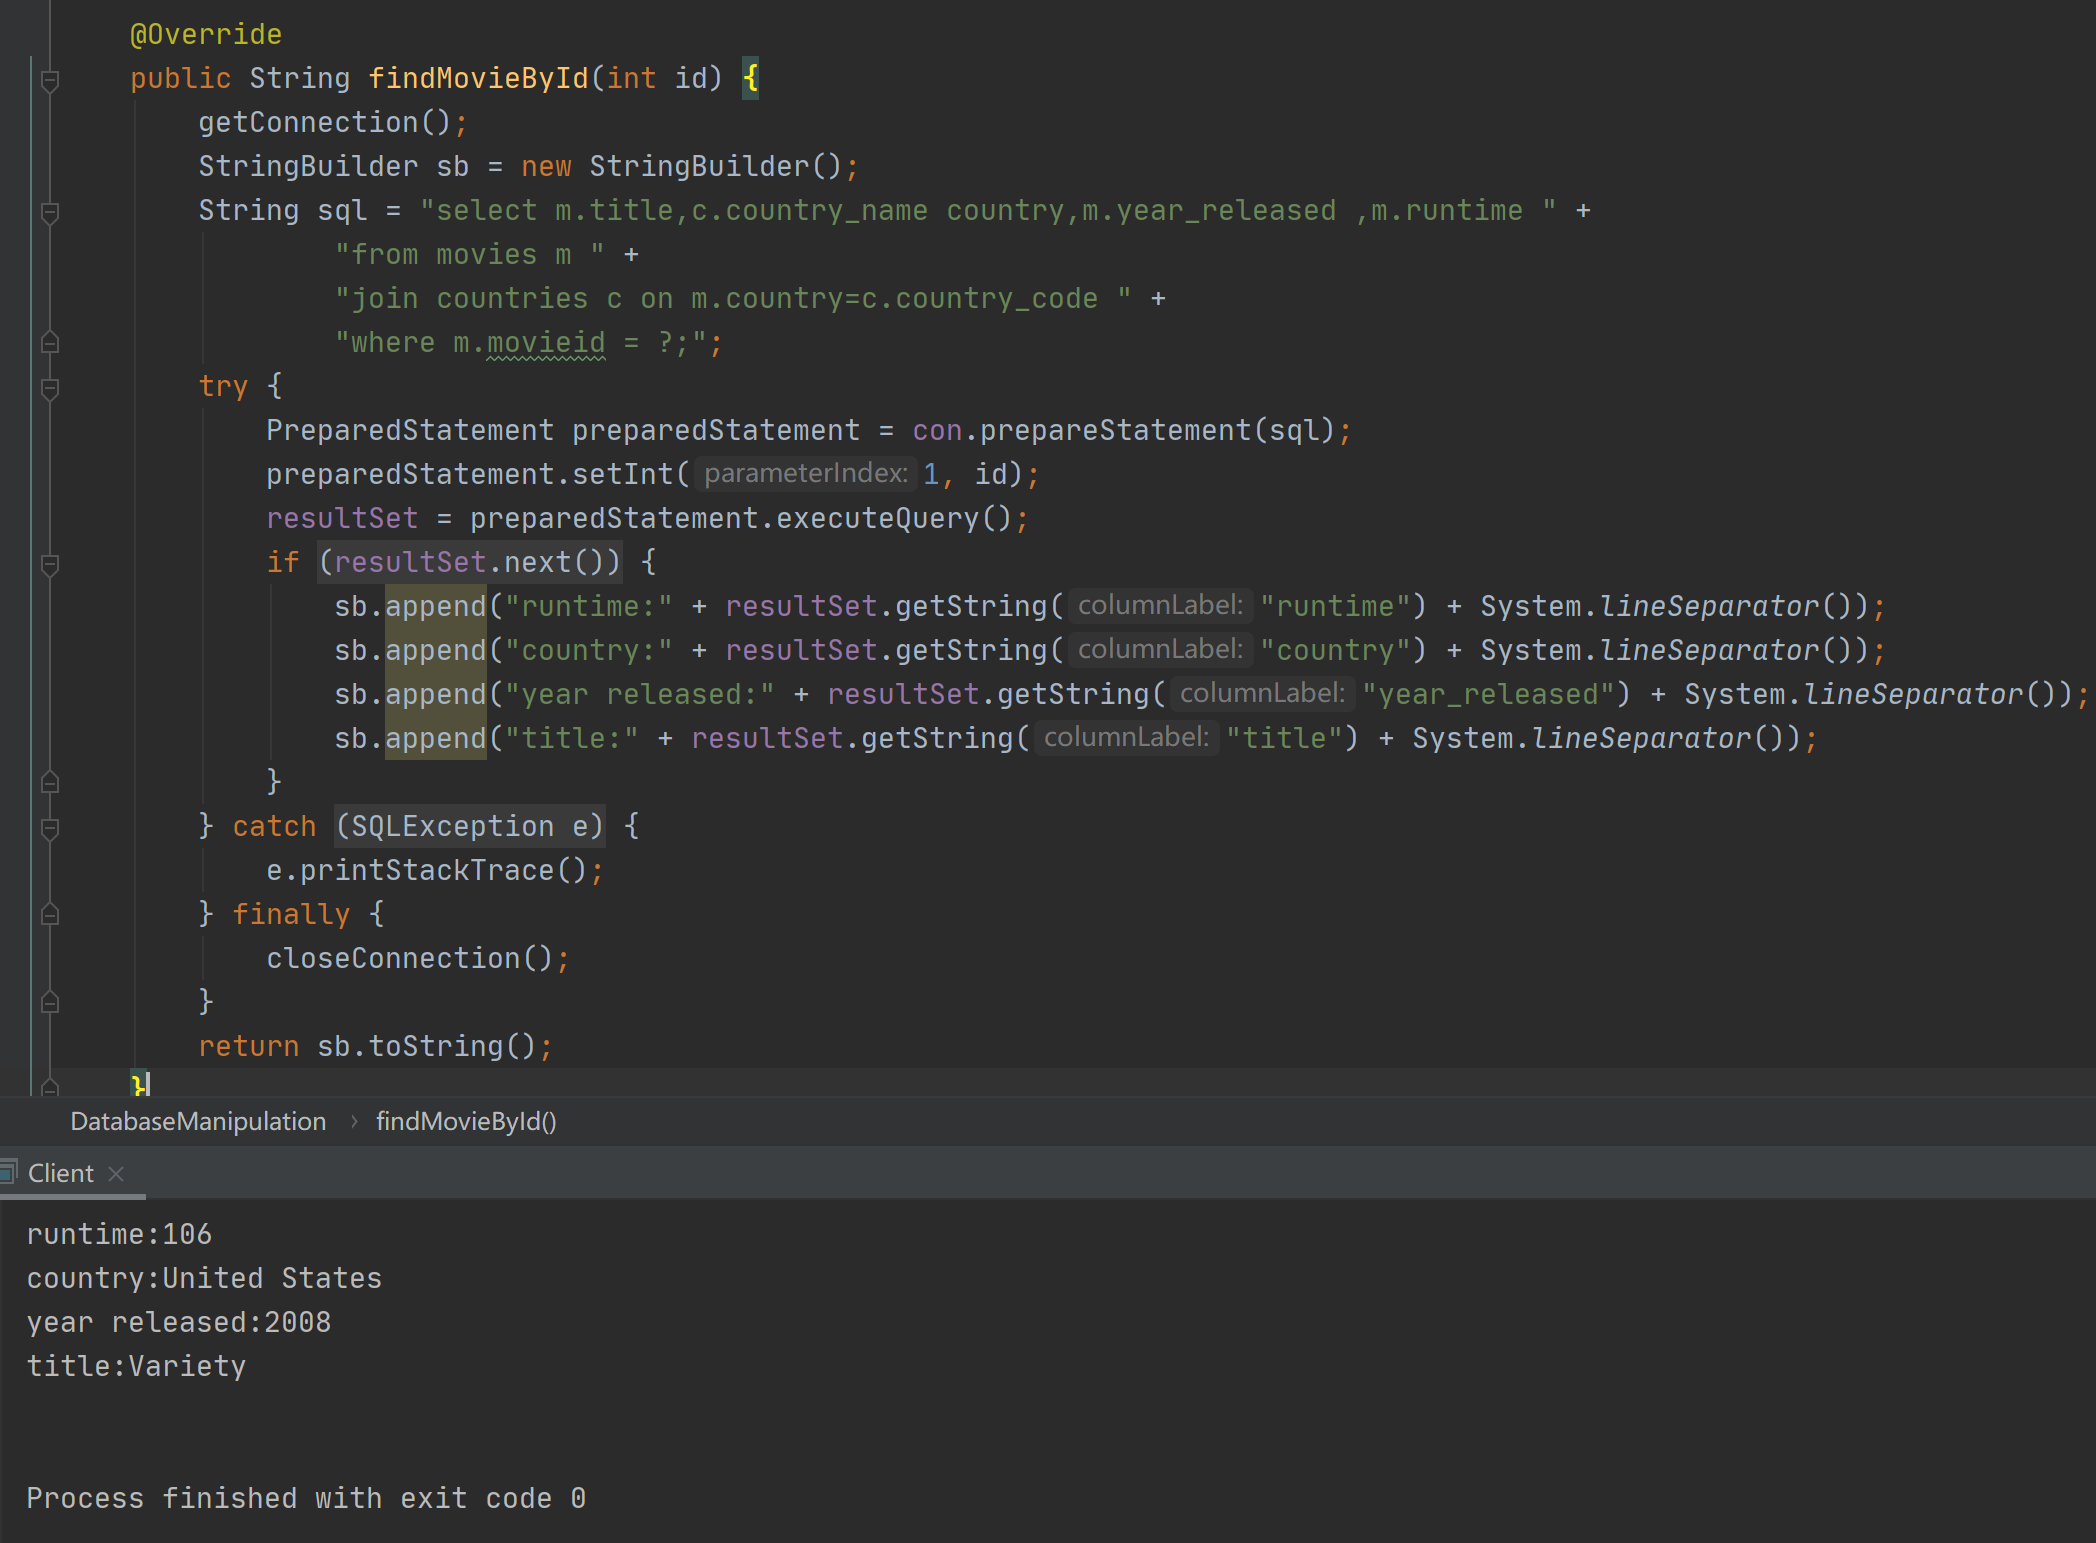 @Override
public String findMovieById(int id) {
getConnection();
StringBuilder sb = new StringBuilder();
String sql = "select m.title,c.country_name country,m.year_released ,m.runtime " +
"from movies m " +
"join countries c on m.country=c.country_code " +
"where m.movieid = ?;";
try {
PreparedStatement preparedStatement = con.prepareStatement(sql);
preparedStatement.setInt( parameterIndex: 1, id);
resultSet = preparedStatement.executeQuery();
if (resultSet.next()) {
sb.append("runtime:" + resultSet.getString( columnLabel: "runtime") + System.lineSeparator());
sb.append("country:" + resultSet.getString( columnLabel: "country") + System.lineSeparator());
sb.append("year released:" + resultSet.getString( columnLabel: "year_released") + System.lineSeparator());
sb.append("title:" + resultSet.getString( columnLabel: "title") + System.lineSeparator());
}
} catch (SQLException e) {
e.printStackTrace();
} finally {
closeConnection();
}
return sb.toString();
}
DatabaseManipulation › findMovieById()
Client ×
runtime:106
country:United States
year released:2008
title:Variety
Process finished with exit code 0